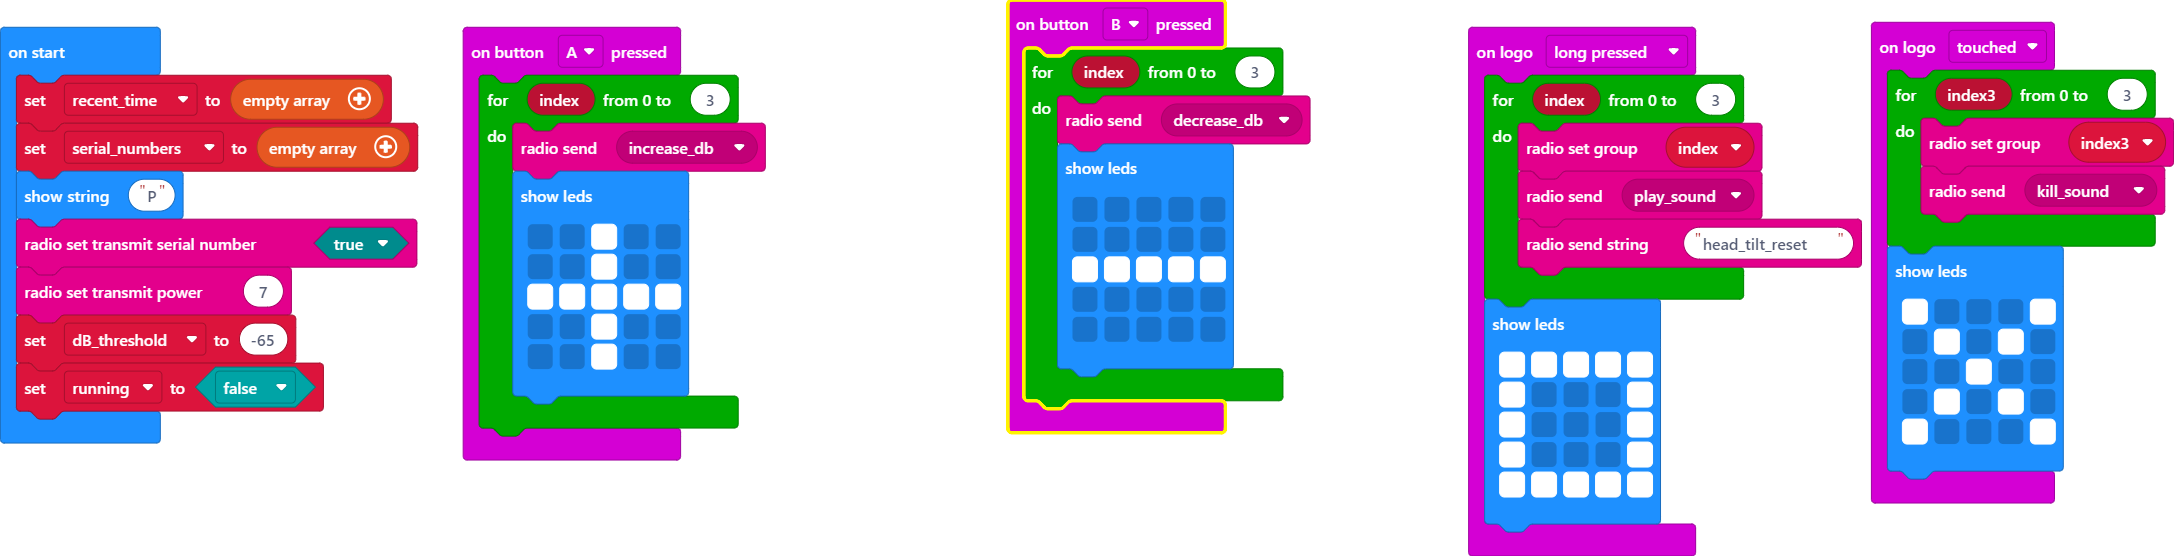 on start
set recent_time to empty array
set serial_numbers to empty array
show string "P"
radio set transmit serial number true
radio set transmit power 7
set dB_threshold to -65
set running to false
on button A pressed
for index from 0 to 3
do
radio send increase_db
show leds
on button B pressed
for index from 0 to 3
do
radio send decrease_db
show leds
on logo long pressed
for index from 0 to 3
do
radio set group index
radio send play_sound
radio send string "head_tilt_reset"
show leds
on logo touched
for index3 from 0 to 3
do
radio set group index3
radio send kill_sound
show leds